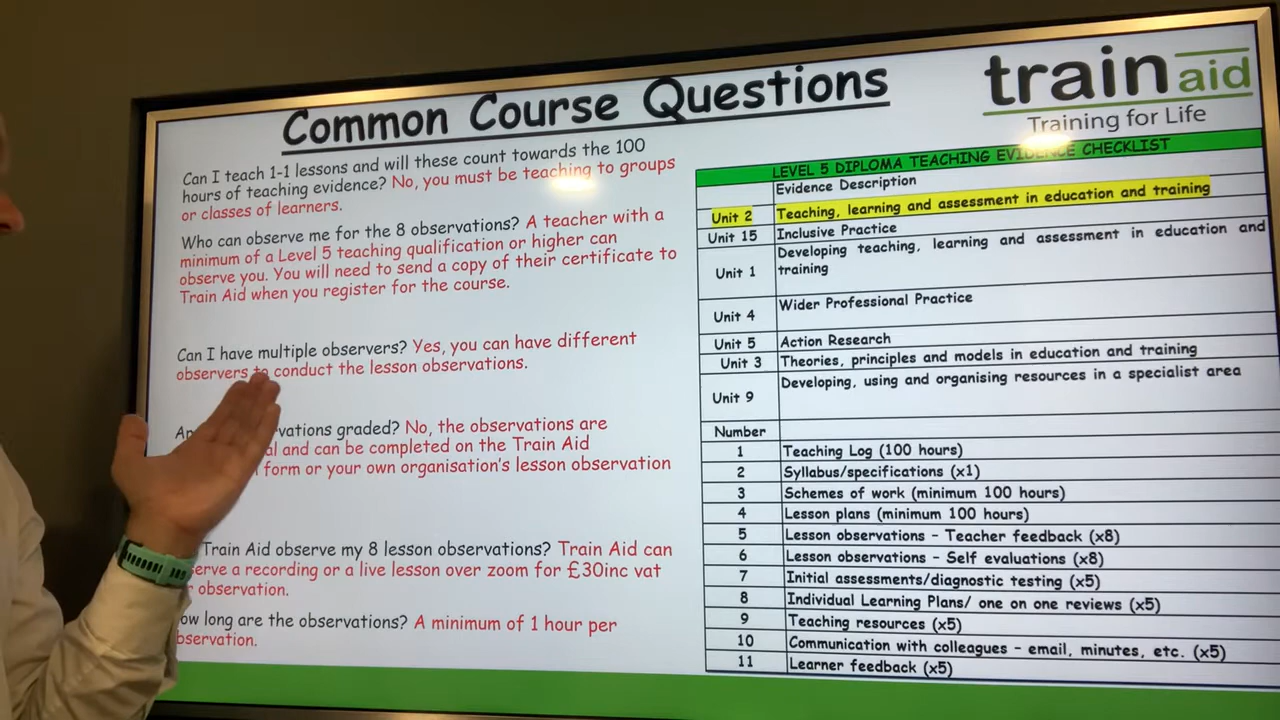 Common Course Questions
train aid
Training for Life
Can I teach 1-1 lessons and will these count towards the 100
hours of teaching evidence? No, you must be teaching to groups
or classes of learners.
Who can observe me for the 8 observations? A teacher with a
minimum of a Level 5 teaching qualification or higher can
observe you. You will need to send a copy of their certificate to
Train Aid when you register for the course.
Can I have multiple observers? Yes, you can have different
observers to conduct the lesson observations.
graded? No, the observations are
and can be completed on the Train Aid
form or your own organisation's lesson observation
Train Aid observe my 8 lesson observations? Train Aid can
a recording or a live lesson over zoom for £30inc vat
observation.
long are the observations? A minimum of 1 hour per
LEVEL 5 DIPLOMA TEACHING EVIDENCE CHECKLIST
Evidence Description
Unit 2 Teaching, learning and assessment in education and training
Unit 15 Inclusive Practice
Unit 1 Developing teaching, learning and assessment in education and
training
Unit 4 Wider Professional Practice
Unit 5 Action Research
Unit 3 Theories, principles and models in education and training
Unit 9 Developing, using and organising resources in a specialist area
Number
1 Teaching Log (100 hours)
2 Syllabus/specifications (x1)
3 Schemes of work (minimum 100 hours)
4 Lesson plans (minimum 100 hours)
5 Lesson observations - Teacher feedback (x8)
6 Lesson observations - Self evaluations (x8)
7 Initial assessments/diagnostic testing (x5)
8 Individual Learning Plans/ one on one reviews (x5)
9 Teaching resources (x5)
10 Communication with colleagues - email, minutes, etc. (x5)
11 Learner feedback (x5)